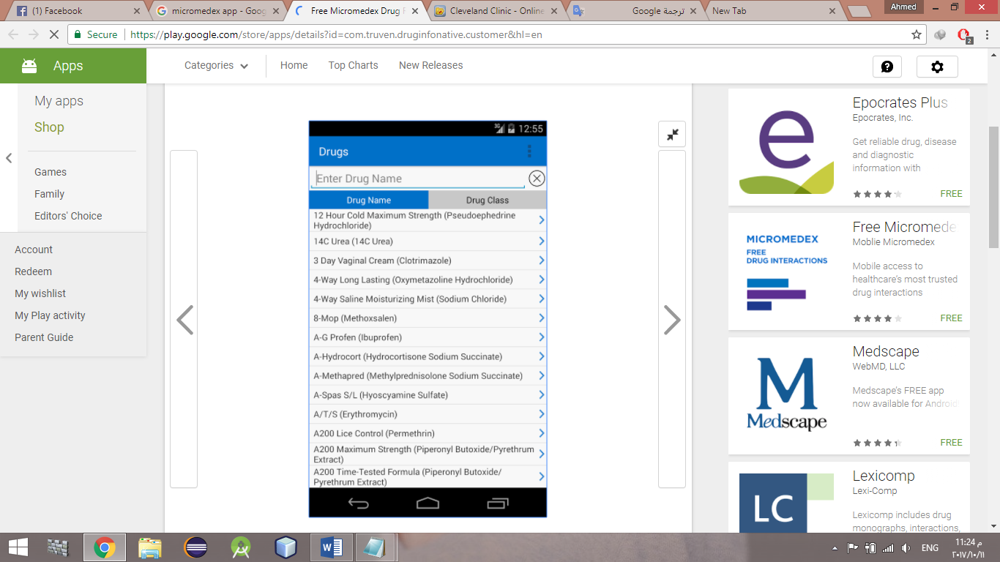 (1) Facebook
micromedex app - Goog
Free Micromedex Drug R
Cleveland Clinic - Online
ترجمة Google
New Tab
Ahmed
Secure
https://play.google.com/store/apps/details?id=com.truven.druginfonative.customer&hl=en
2
Apps
Categories
Home
Top Charts
New Releases
My apps
Shop
Games
Family
Editors' Choice
Account
Redeem
My wishlist
My Play activity
Parent Guide
3G
12:55
Drugs
Enter Drug Name
Drug Name
Drug Class
12 Hour Cold Maximum Strength (Pseudoephedrine
Hydrochloride)
14C Urea (14C Urea)
3 Day Vaginal Cream (Clotrimazole)
4-Way Long Lasting (Oxymetazoline Hydrochloride)
4-Way Saline Moisturizing Mist (Sodium Chloride)
8-Mop (Methoxsalen)
A-G Profen (Ibuprofen)
A-Hydrocort (Hydrocortisone Sodium Succinate)
A-Methapred (Methylprednisolone Sodium Succinate)
A-Spas S/L (Hyoscyamine Sulfate)
A/T/S (Erythromycin)
A200 Lice Control (Permethrin)
A200 Maximum Strength (Piperonyl Butoxide/Pyrethrum
Extract)
A200 Time-Tested Formula (Piperonyl Butoxide/
Pyrethrum Extract)
Epocrates Plus
Epocrates, Inc.
Get reliable drug, disease
and diagnostic
information with
FREE
MICROMEDEX
FREE
DRUG INTERACTIONS
Free Micromede
Moblie Micromedex
Mobile access to
healthcare's most trusted
drug interactions
FREE
M
Medscape
Medscape
WebMD, LLC
Medscape's FREE app
now available for Android!
FREE
LC
Lexicomp
Lexi-Comp
Lexicomp includes drug
monographs, interactions,
ENG
11:24 م
٢٠١٧/١٠/١١